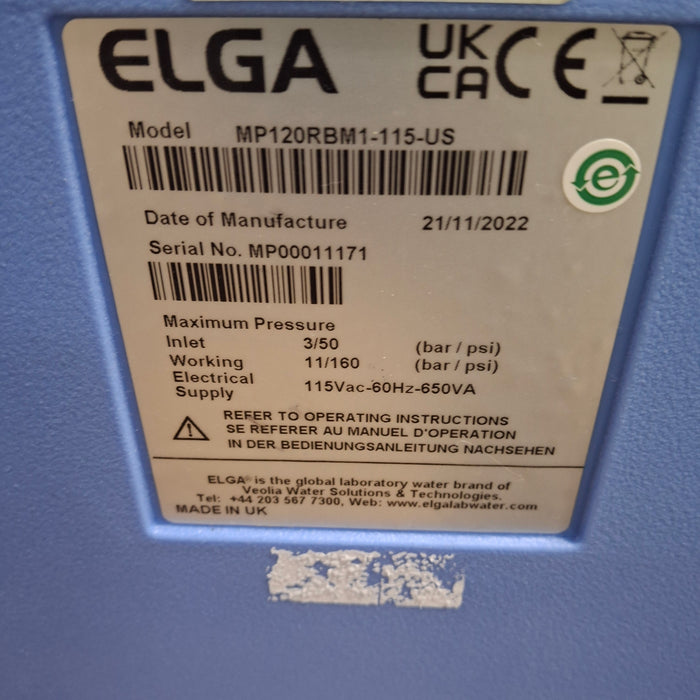 ELGA
UK
CA
CE
Model MP120RBM1-115-US
e
Date of Manufacture 21/11/2022
Serial No. MP00011171
Maximum Pressure
Inlet 3/50 (bar / psi)
Working 11/160 (bar / psi)
Electrical
Supply 115Vac-60Hz-650VA
REFER TO OPERATING INSTRUCTIONS
SE REFERER AU MANUEL D'OPERATION
IN DER BEDIENUNGSANLEITUNG NACHSEHEN
ELGA® is the global laboratory water brand of
Veolia Water Solutions & Technologies.
Tel: +44 203 567 7300, Web: www.elgalabwater.com
MADE IN UK